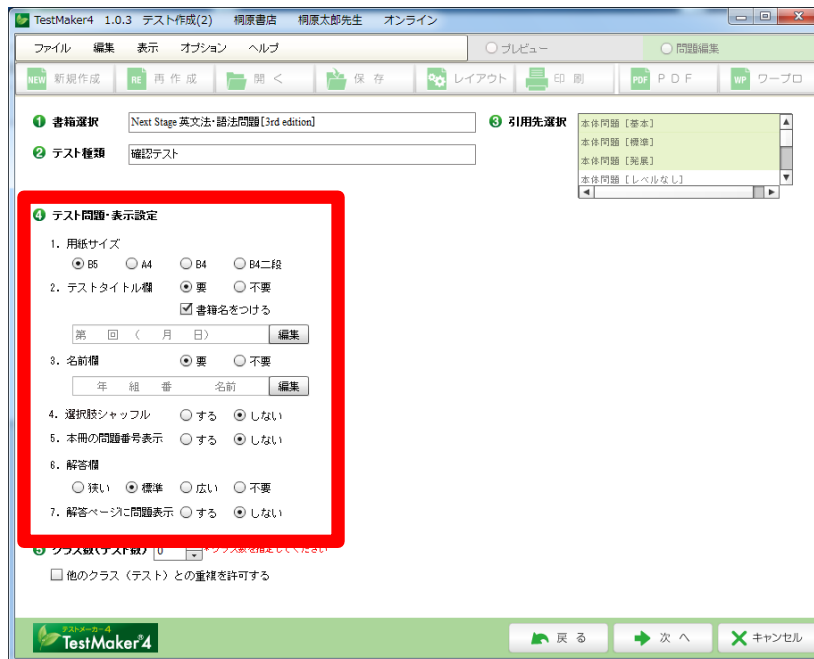 TestMaker4 1.0.3 テスト作成(2) 桐原書店 桐原太郎先生 オンライン
ファイル 編集 表示 オプション ヘルプ プレビュー 問題編集
NEW 新規作成 RE 再作成 開く 保存 レイアウト 印刷 PDF PDF WP ワープロ
1 書籍選択 Next Stage 英文法・語法問題[3rd edition] 3 引用先選択 本体問題 [基本]
本体問題 [標準]
2 テスト種類 確認テスト 本体問題 [発展]
本体問題 [レベルなし]
4 テスト問題・表示設定
1. 用紙サイズ
B5 A4 B4 B4二段
2. テストタイトル欄 要 不要
書籍名をつける
第 回 ( 月 日) 編集
3. 名前欄 要 不要
年 組 番 名前 編集
4. 選択肢シャッフル する しない
5. 本冊の問題番号表示 する しない
6. 解答欄
狭い 標準 広い 不要
7. 解答ページに問題表示 する しない
5 クラス数(テスト数) 0 *クラス数を指定してください
他のクラス (テスト) との重複を許可する
テストメーカー4
TestMaker®4 戻る 次へ キャンセル